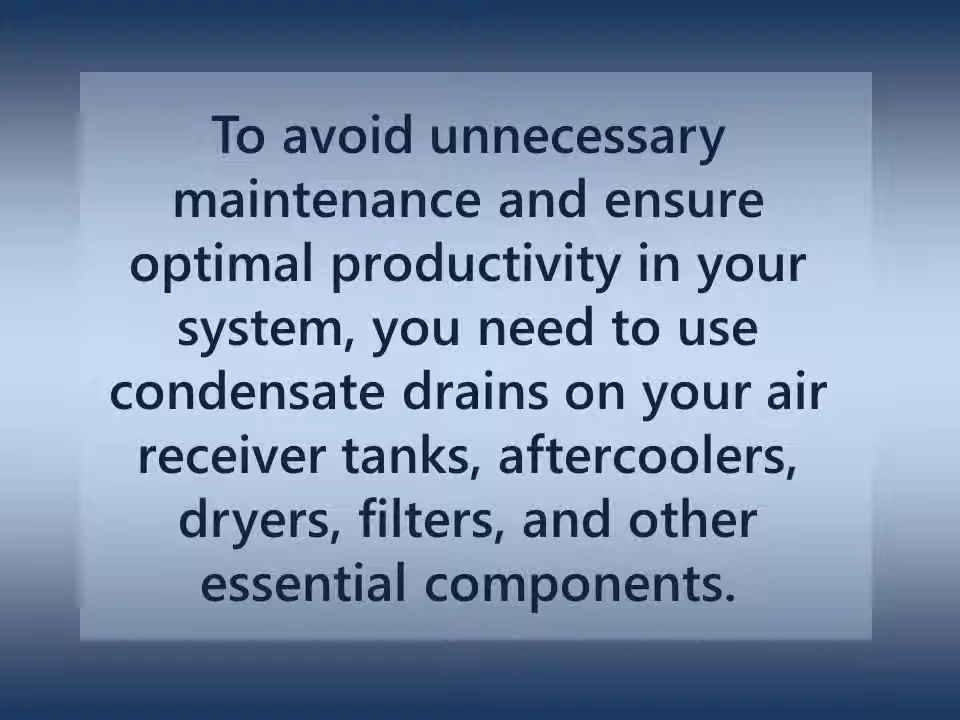 To avoid unnecessary
maintenance and ensure
optimal productivity in your
system, you need to use
condensate drains on your air
receiver tanks, aftercoolers,
dryers, filters, and other
essential components.